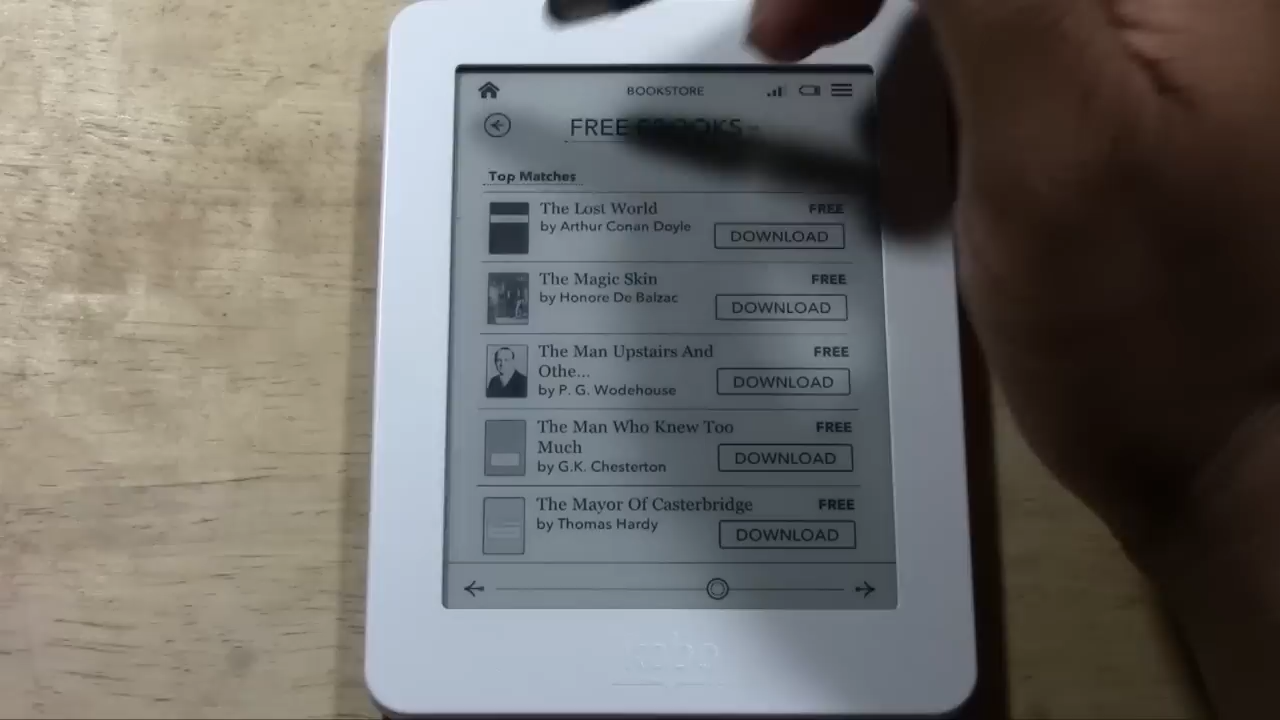 BOOKSTORE
FREE EBOOKS
Top Matches
The Lost World
FREE
by Arthur Conan Doyle
DOWNLOAD
The Magic Skin
FREE
by Honore De Balzac
DOWNLOAD
The Man Upstairs And
FREE
Othe...
DOWNLOAD
by P. G. Wodehouse
The Man Who Knew Too
FREE
Much
DOWNLOAD
by G.K. Chesterton
The Mayor Of Casterbridge
FREE
by Thomas Hardy
DOWNLOAD
kobo